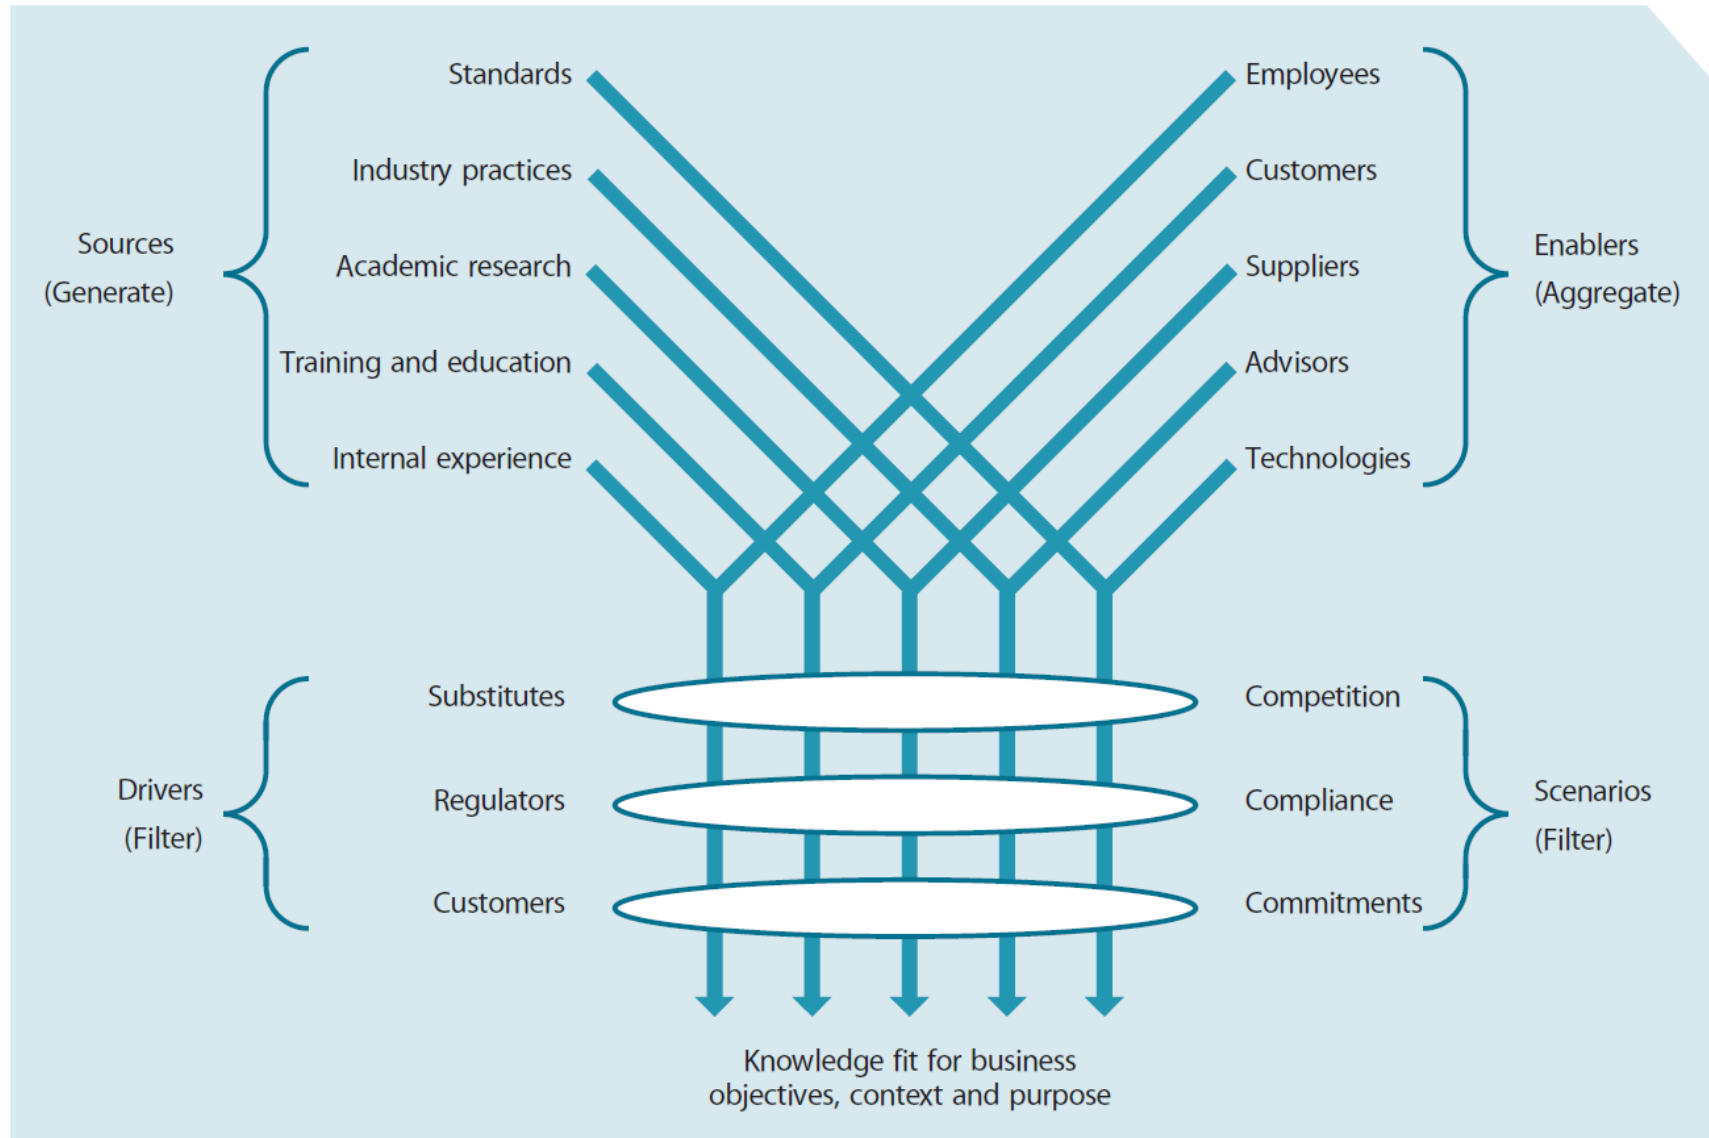 Standards
Industry practices
Academic research
Training and education
Internal experience
Sources
(Generate)
Employees
Customers
Suppliers
Advisors
Technologies
Enablers
(Aggregate)
Substitutes
Regulators
Customers
Drivers
(Filter)
Competition
Compliance
Commitments
Scenarios
(Filter)
Knowledge fit for business
objectives, context and purpose